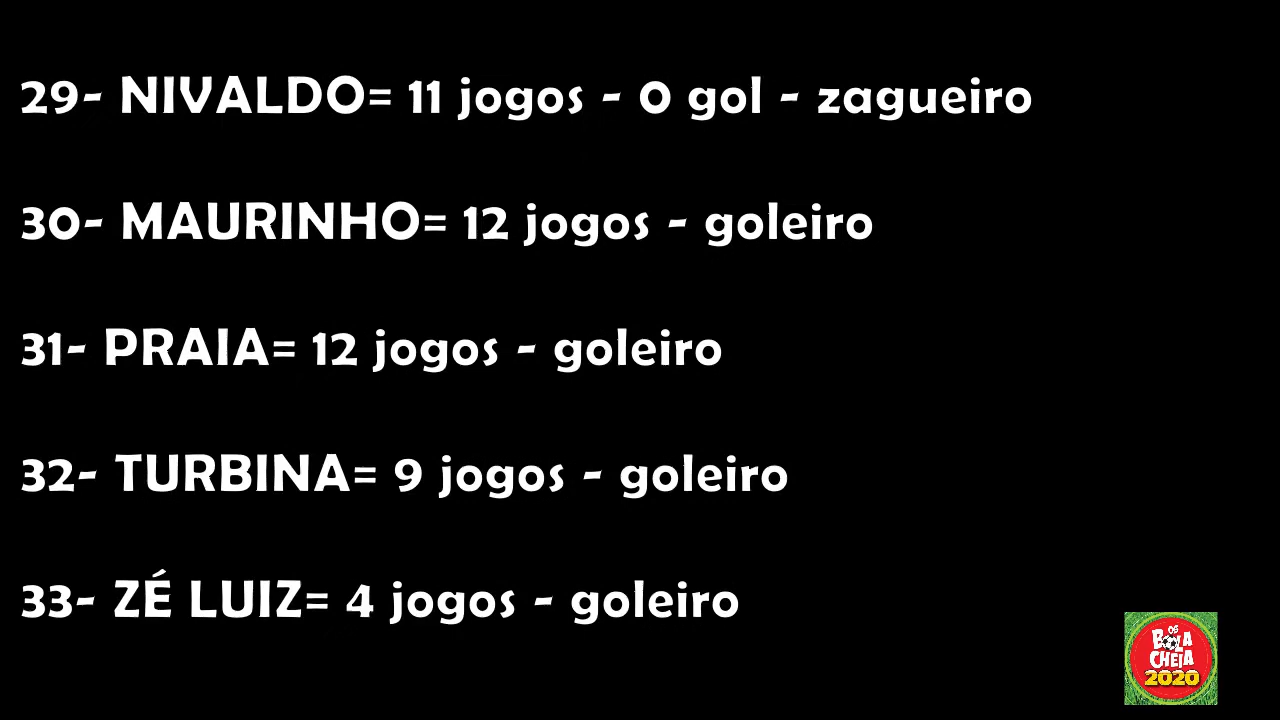 29- NIVALDO= 11 jogos - 0 gol - zagueiro
30- MAURINHO= 12 jogos - goleiro
31- PRAIA= 12 jogos - goleiro
32- TURBINA= 9 jogos - goleiro
33- ZÉ LUIZ= 4 jogos - goleiro
OS
BOLA
CHEIA
2020